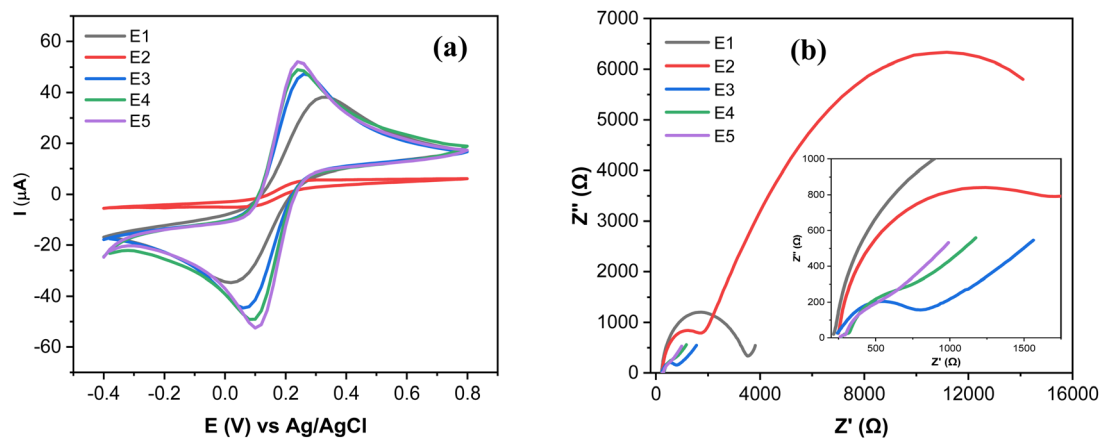 (a)
E1
E2
E3
E4
E5
60
40
20
0
-20
-40
-60
I (μA)
-0.4 -0.2 0.0 0.2 0.4 0.6 0.8
E (V) vs Ag/AgCl
(b)
E1
E2
E3
E4
E5
7000
6000
5000
4000
3000
2000
1000
0
Z'' (Ω)
0 4000 8000 12000 16000
Z' (Ω)
1000
800
600
400
200
0
Z'' (Ω)
500 1000 1500
Z' (Ω)